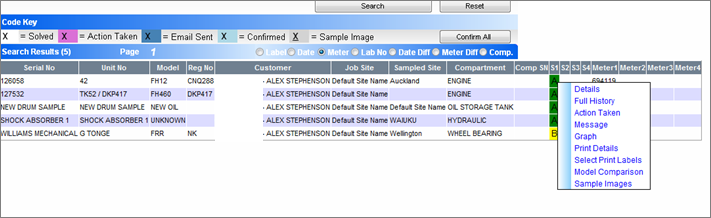 Search Reset
Code Key
X = Solved X = Action Taken X = Email Sent X = Confirmed X = Sample Image Confirm All
Search Results (5) Page 1 Label Date Meter Lab No Date Diff Meter Diff Comp.
Serial No Unit No Model Reg No Customer Job Site Sampled Site Compartment Comp SN S1 S2 S3 S4 Meter1 Meter2 Meter3 Meter4
126058 42 FH12 CNQ288 - ALEX STEPHENSON Default Site Name Auckland ENGINE A 694119
127532 TK52 / DKP417 FH460 DKP417 - ALEX STEPHENSON Default Site Name ENGINE A
NEW DRUM SAMPLE NEW DRUM SAMPLE NEW OIL - ALEX STEPHENSON Default Site Name Default Site Name OIL STORAGE TANK A
SHOCK ABSORBER 1 SHOCK ABSORBER 1 UNKNOWN - ALEX STEPHENSON Default Site Name WAIUKU HYDRAULIC A
WILLIAMS MECHANICAL G TONGE FRR NK - ALEX STEPHENSON Default Site Name Wellington WHEEL BEARING B
Details
Full History
Action Taken
Message
Graph
Print Details
Select Print Labels
Model Comparison
Sample Images